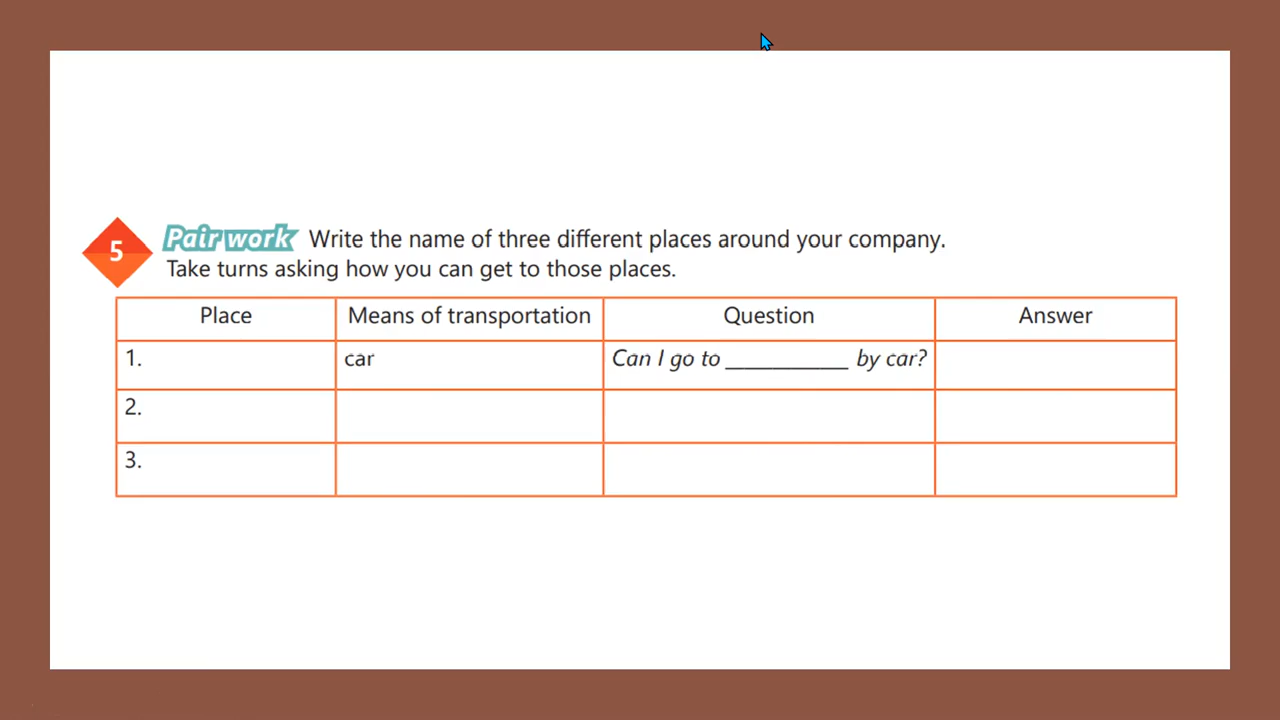 5
Pair work Write the name of three different places around your company.
Take turns asking how you can get to those places.
Place Means of transportation Question Answer
1. car Can I go to ____________ by car?
2.
3.